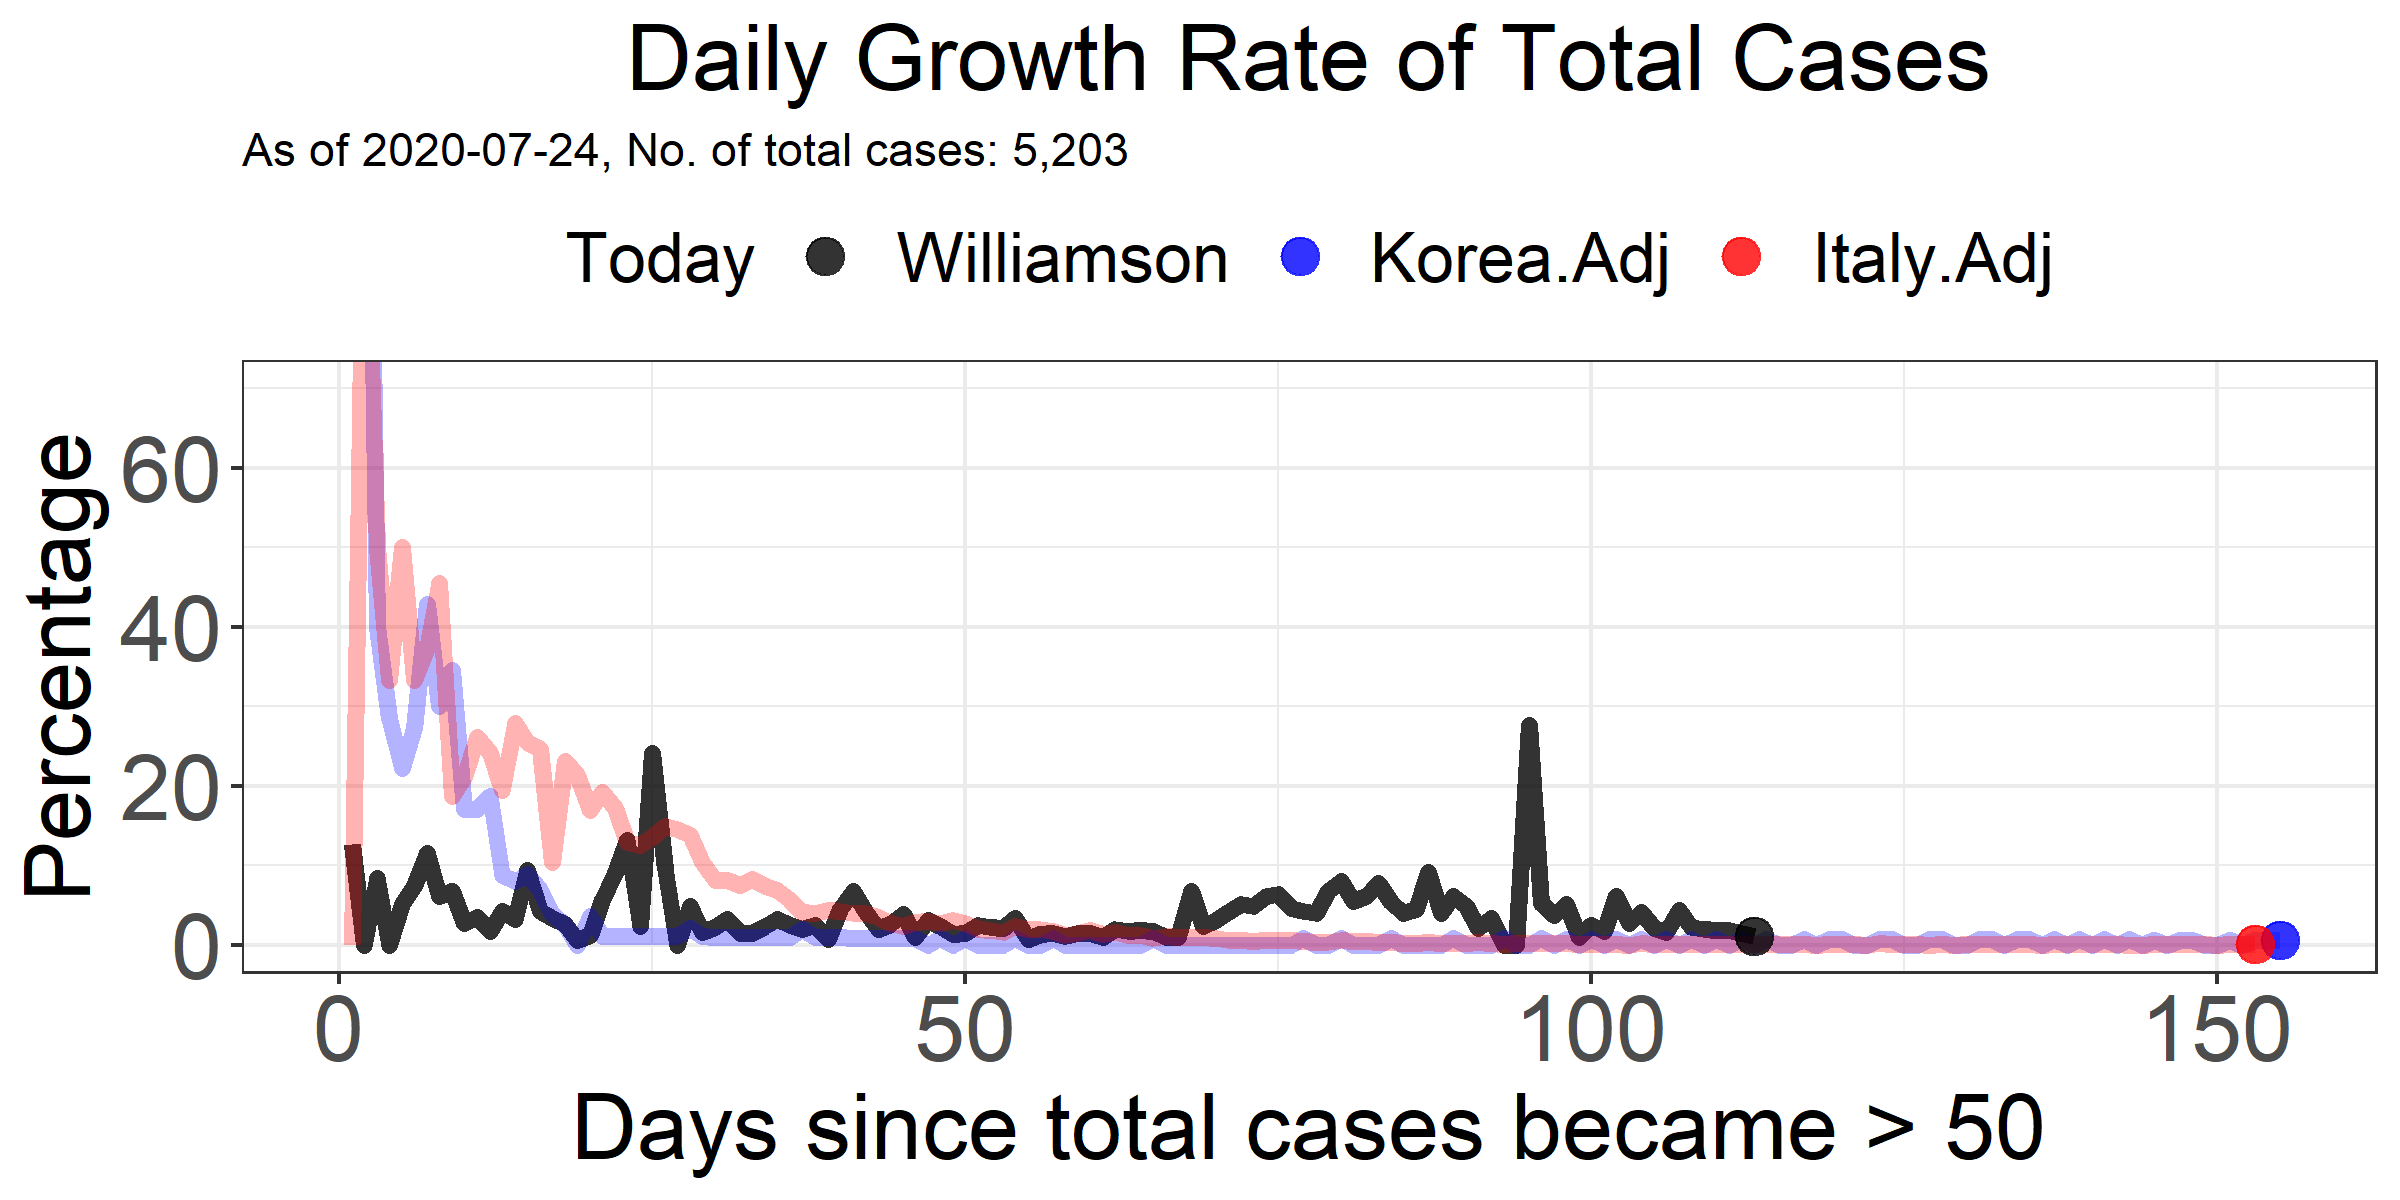 Daily Growth Rate of Total Cases
As of 2020-07-24, No. of total cases: 5,203
Today Williamson Korea.Adj Italy.Adj
Percentage
60
40
20
0
0 50 100 150
Days since total cases became > 50